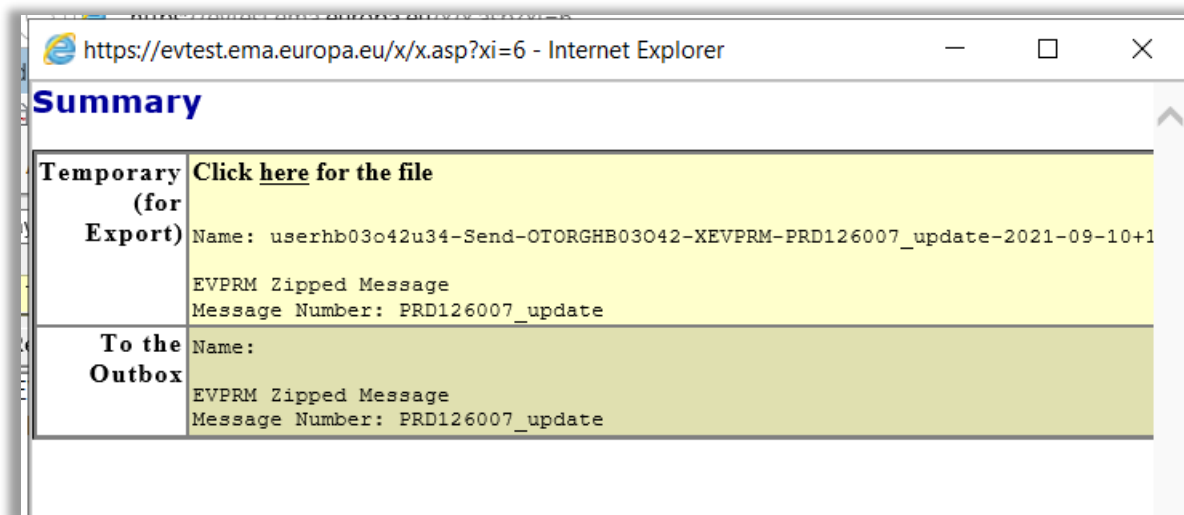 https://evtest.ema.europa.eu/x/x.asp?xi=6 - Internet Explorer
Summary
Temporary (for Export)
Click here for the file
Name: userhb03o42u34-Send-OTORGHB03O42-XEVPRM-PRD126007_update-2021-09-10+1
EVPRM Zipped Message
Message Number: PRD126007_update
To the Outbox
Name:
EVPRM Zipped Message
Message Number: PRD126007_update